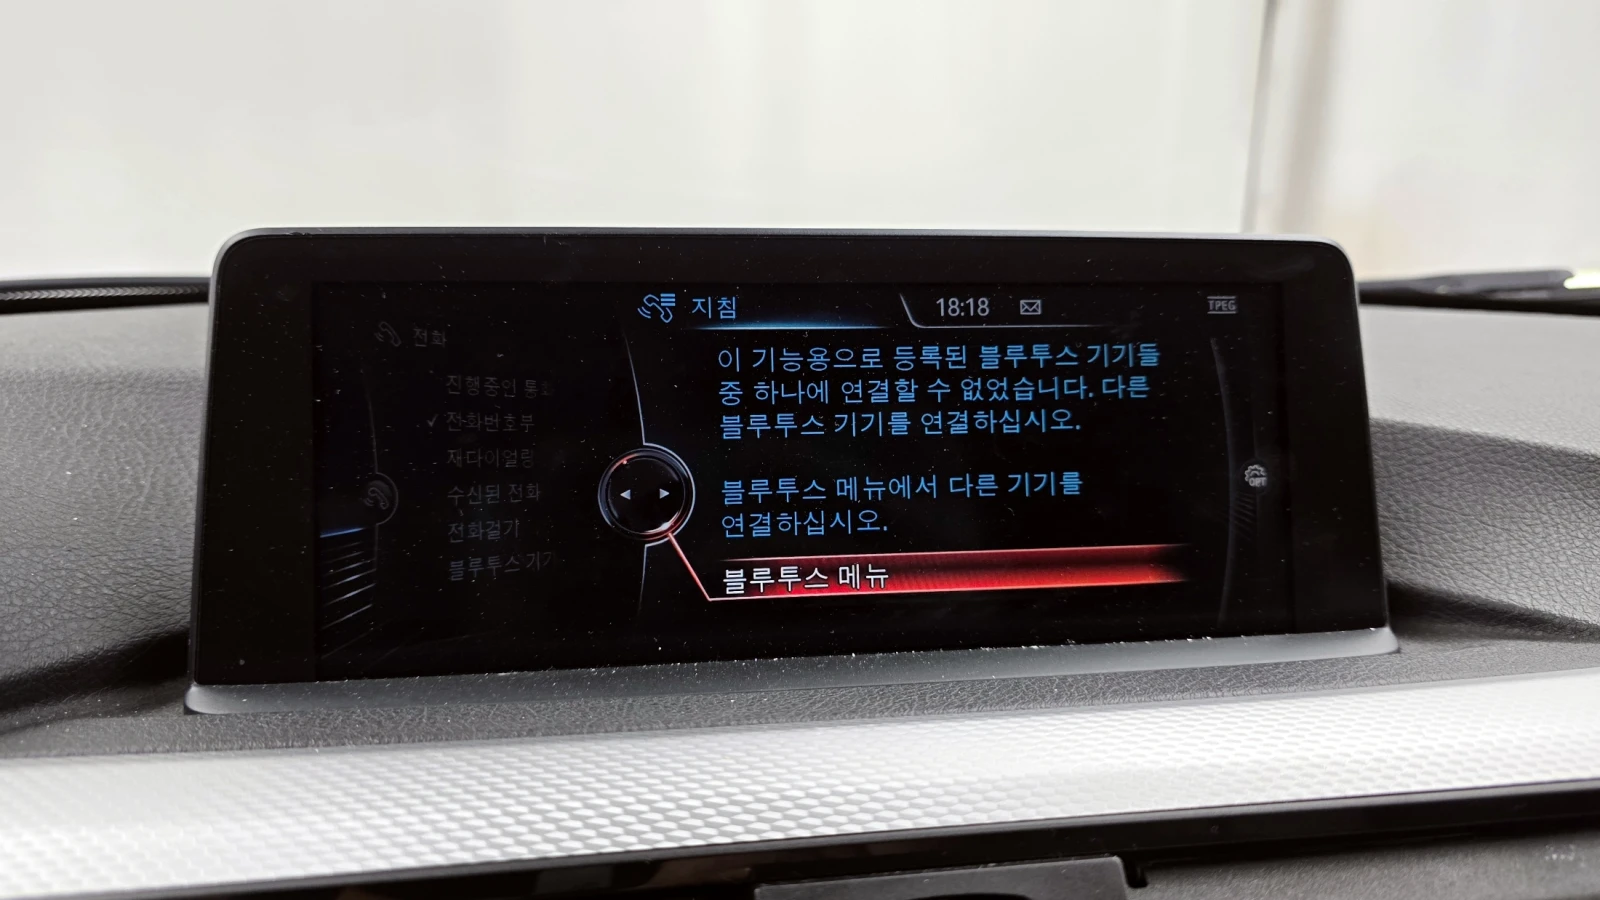 지침
18:18
TPEG
전화
진행중인 통화
✓ 전화번호부
재다이얼링
수신된 전화
전화걸기
블루투스 기기
이 기능용으로 등록된 블루투스 기기들
중 하나에 연결할 수 없었습니다. 다른
블루투스 기기를 연결하십시오.
블루투스 메뉴에서 다른 기기를
연결하십시오.
블루투스 메뉴
OPT